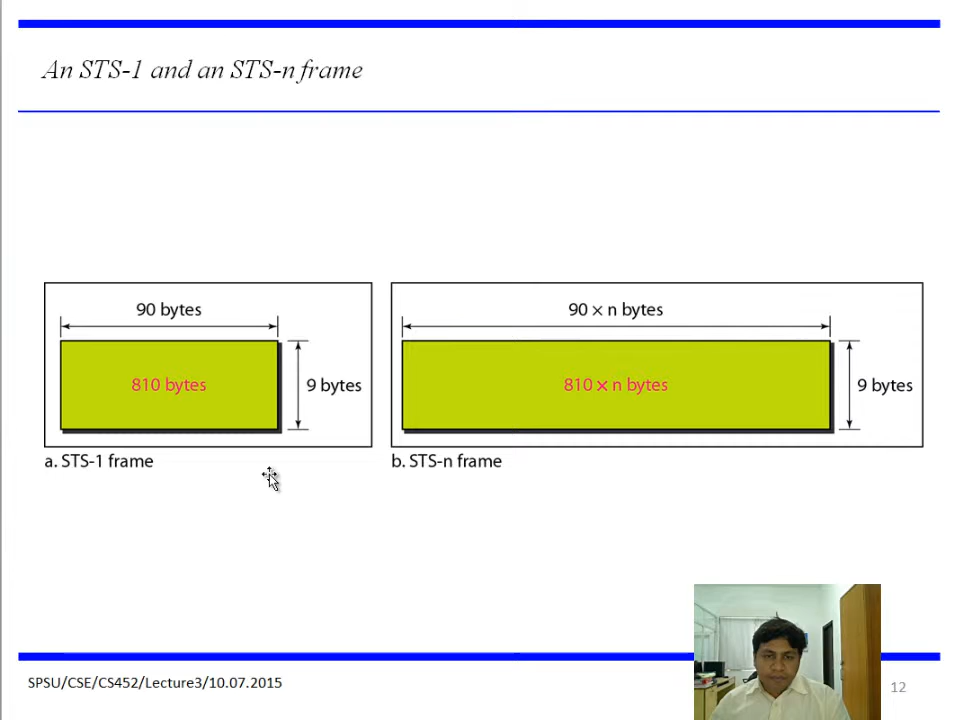 An STS-1 and an STS-n frame
90 bytes
810 bytes
9 bytes
a. STS-1 frame
90 × n bytes
810 × n bytes
9 bytes
b. STS-n frame
SPSU/CSE/CS452/Lecture3/10.07.2015
12